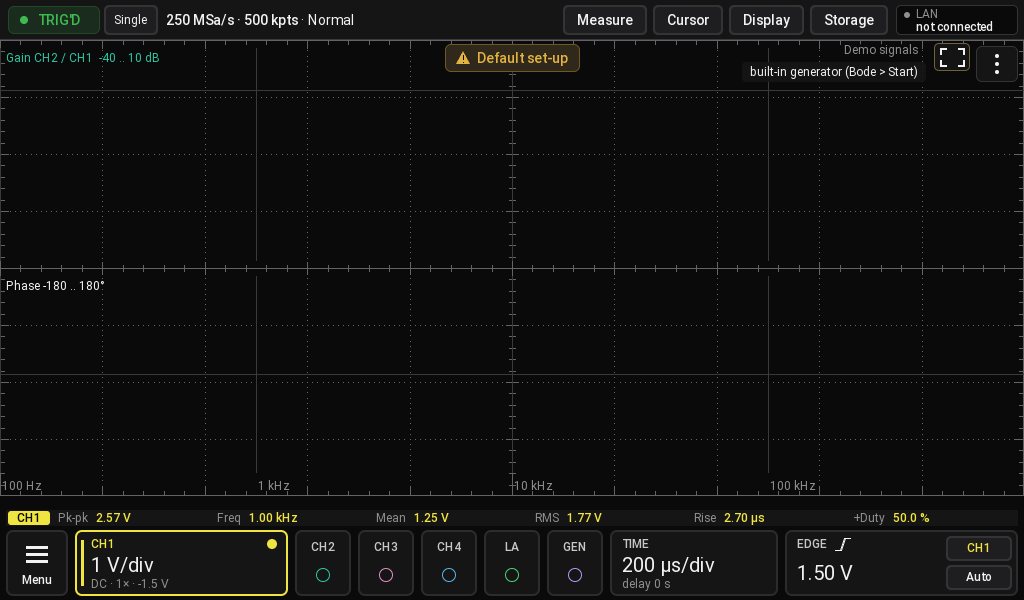 TRIG'D
Single
250 MSa/s · 500 kpts · Normal
Measure
Cursor
Display
Storage
LAN
not connected
Gain CH2 / CH1 -40 .. 10 dB
Default set-up
Demo signals
built-in generator (Bode > Start)
Phase -180 .. 180°
100 Hz
1 kHz
10 kHz
100 kHz
CH1 Pk-pk 2.57 V Freq 1.00 kHz Mean 1.25 V RMS 1.77 V Rise 2.70 µs +Duty 50.0 %
Menu
CH1
1 V/div
DC · 1× · -1.5 V
CH2
CH3
CH4
LA
GEN
TIME
200 µs/div
delay 0 s
EDGE
1.50 V
CH1
Auto